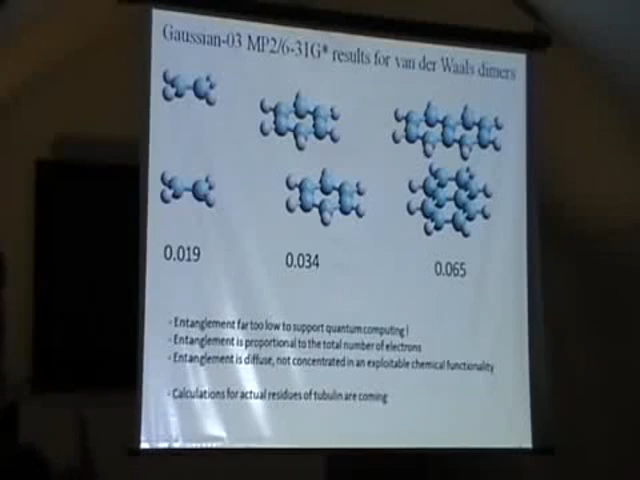 Gaussian-03 MP2/6-31G* results for van der Waals dimers
0.019
0.034
0.065
- Entanglement far too low to support quantum computing!
- Entanglement is proportional to the total number of electrons
- Entanglement is diffuse, not concentrated in an exploitable chemical functionality
- Calculations for actual residues of tubulin are coming